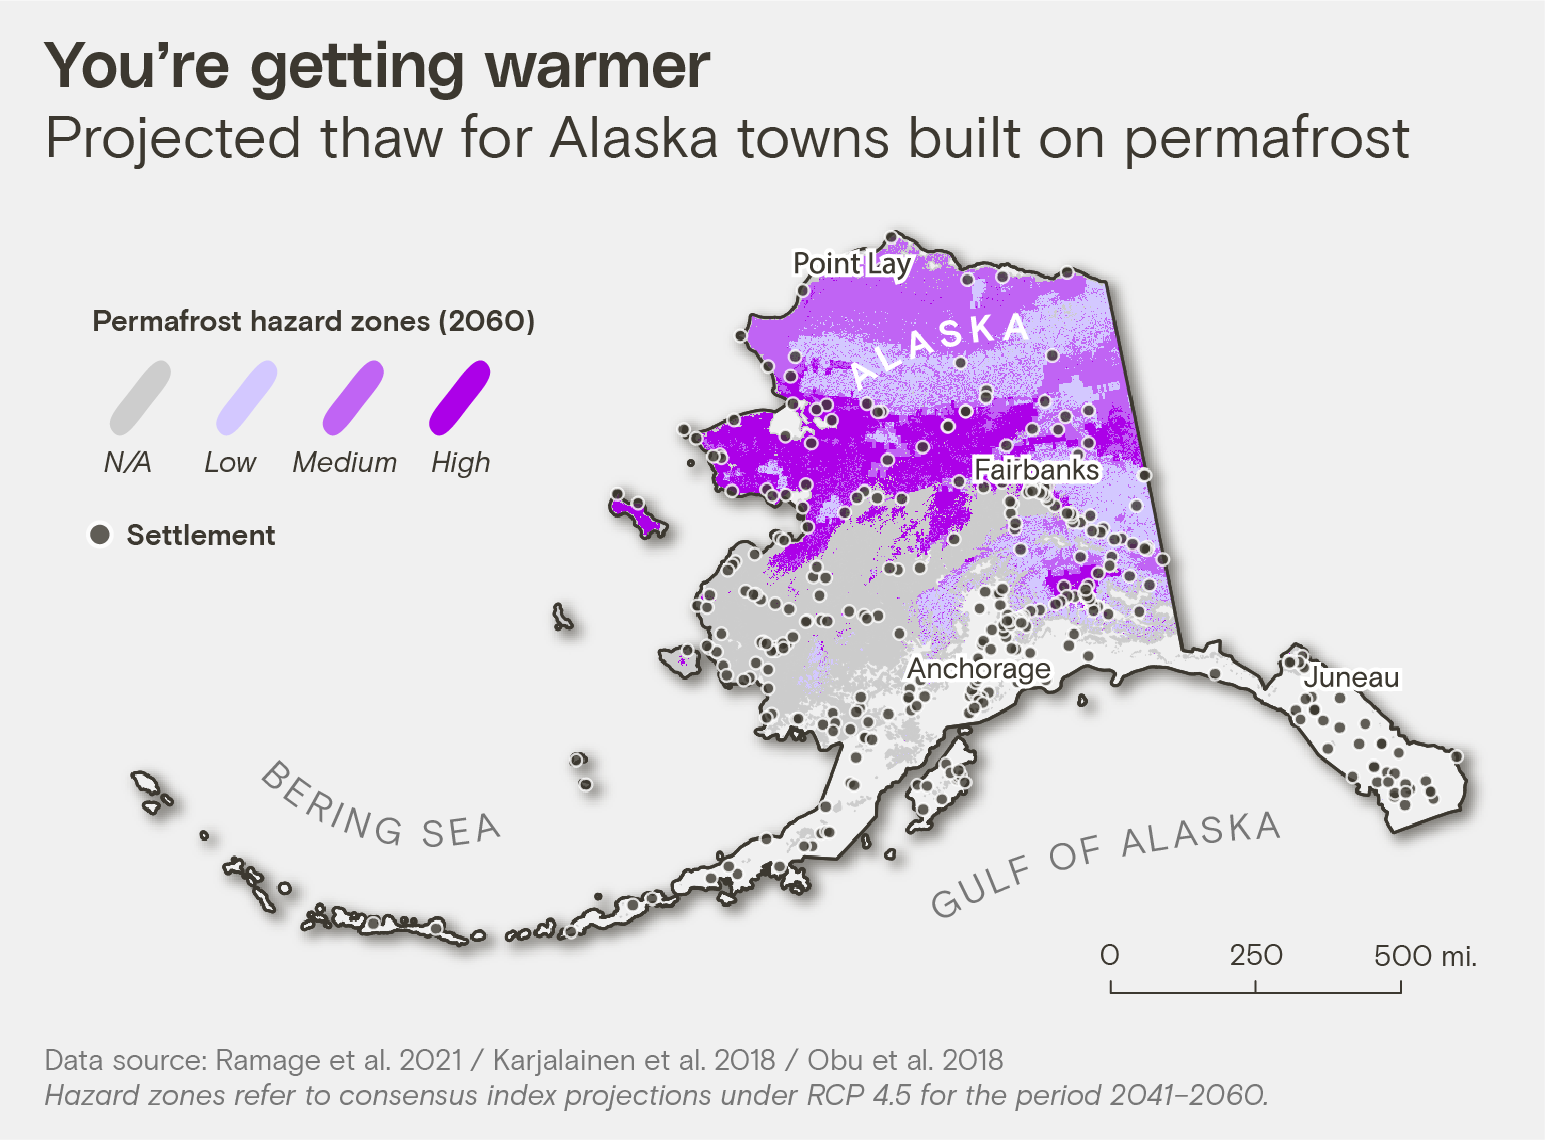 You’re getting warmer
Projected thaw for Alaska towns built on permafrost
Point Lay
Permafrost hazard zones (2060)
ALASKA
N/A Low Medium High
Fairbanks
Settlement
Anchorage
Juneau
BERING SEA
GULF OF ALASKA
0 250 500 mi.
Data source: Ramage et al. 2021 / Karjalainen et al. 2018 / Obu et al. 2018
Hazard zones refer to consensus index projections under RCP 4.5 for the period 2041–2060.